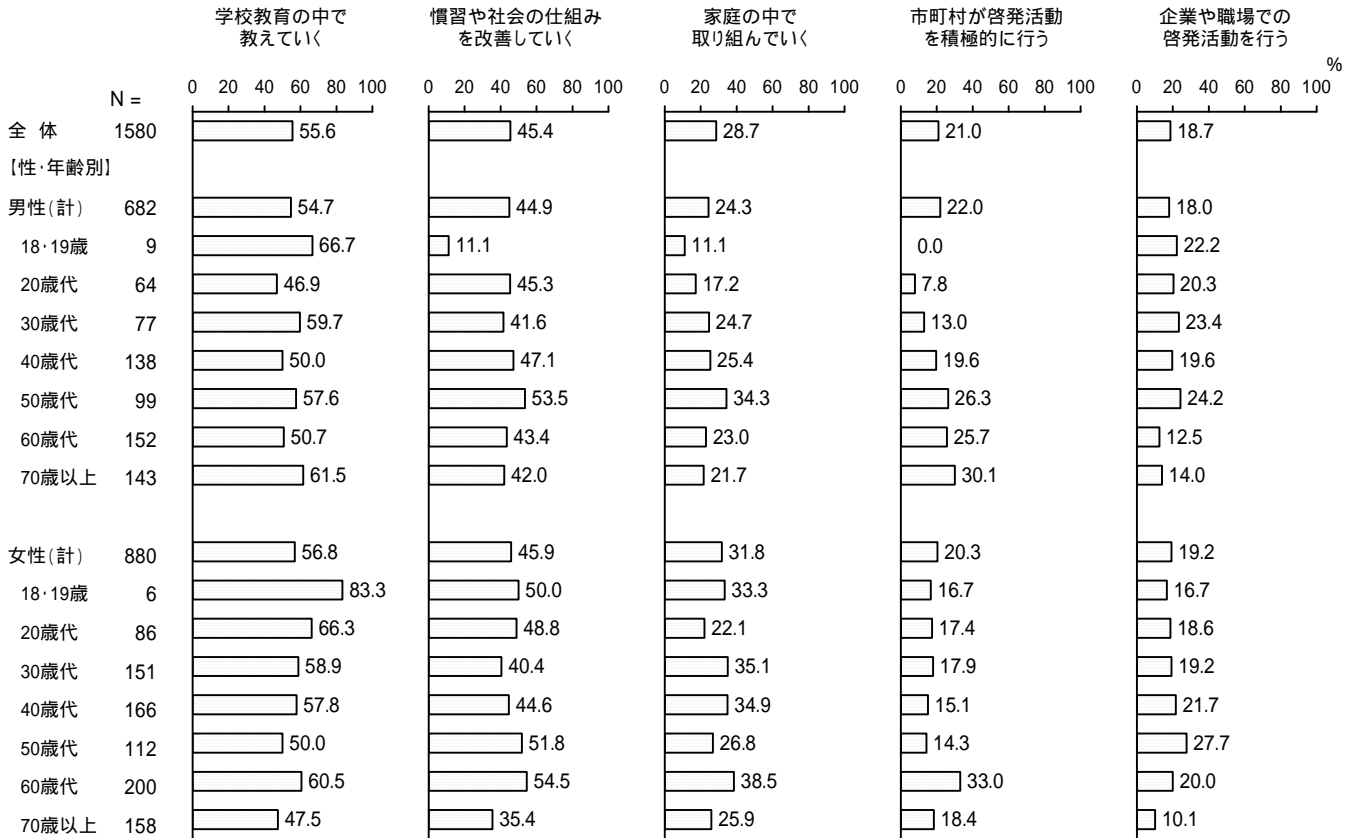 学校教育の中で 慣習や社会の仕組み 家庭の中で 市町村が啓発活動 企業や職場での
教えていく を改善していく 取り組んでいく を積極的に行う 啓発活動を行う
%
0 20 40 60 80 100 0 20 40 60 80 100 0 20 40 60 80 100 0 20 40 60 80 100 0 20 40 60 80 100
N =
全 体 1580 55.6 45.4 28.7 21.0 18.7
【性・年齢別】
男性(計) 682 54.7 44.9 24.3 22.0 18.0
18・19歳 9 66.7 11.1 11.1 0.0 22.2
20歳代 64 46.9 45.3 17.2 7.8 20.3
30歳代 77 59.7 41.6 24.7 13.0 23.4
40歳代 138 50.0 47.1 25.4 19.6 19.6
50歳代 99 57.6 53.5 34.3 26.3 24.2
60歳代 152 50.7 43.4 23.0 25.7 12.5
70歳以上 143 61.5 42.0 21.7 30.1 14.0
女性(計) 880 56.8 45.9 31.8 20.3 19.2
18・19歳 6 83.3 50.0 33.3 16.7 16.7
20歳代 86 66.3 48.8 22.1 17.4 18.6
30歳代 151 58.9 40.4 35.1 17.9 19.2
40歳代 166 57.8 44.6 34.9 15.1 21.7
50歳代 112 50.0 51.8 26.8 14.3 27.7
60歳代 200 60.5 54.5 38.5 33.0 20.0
70歳以上 158 47.5 35.4 25.9 18.4 10.1